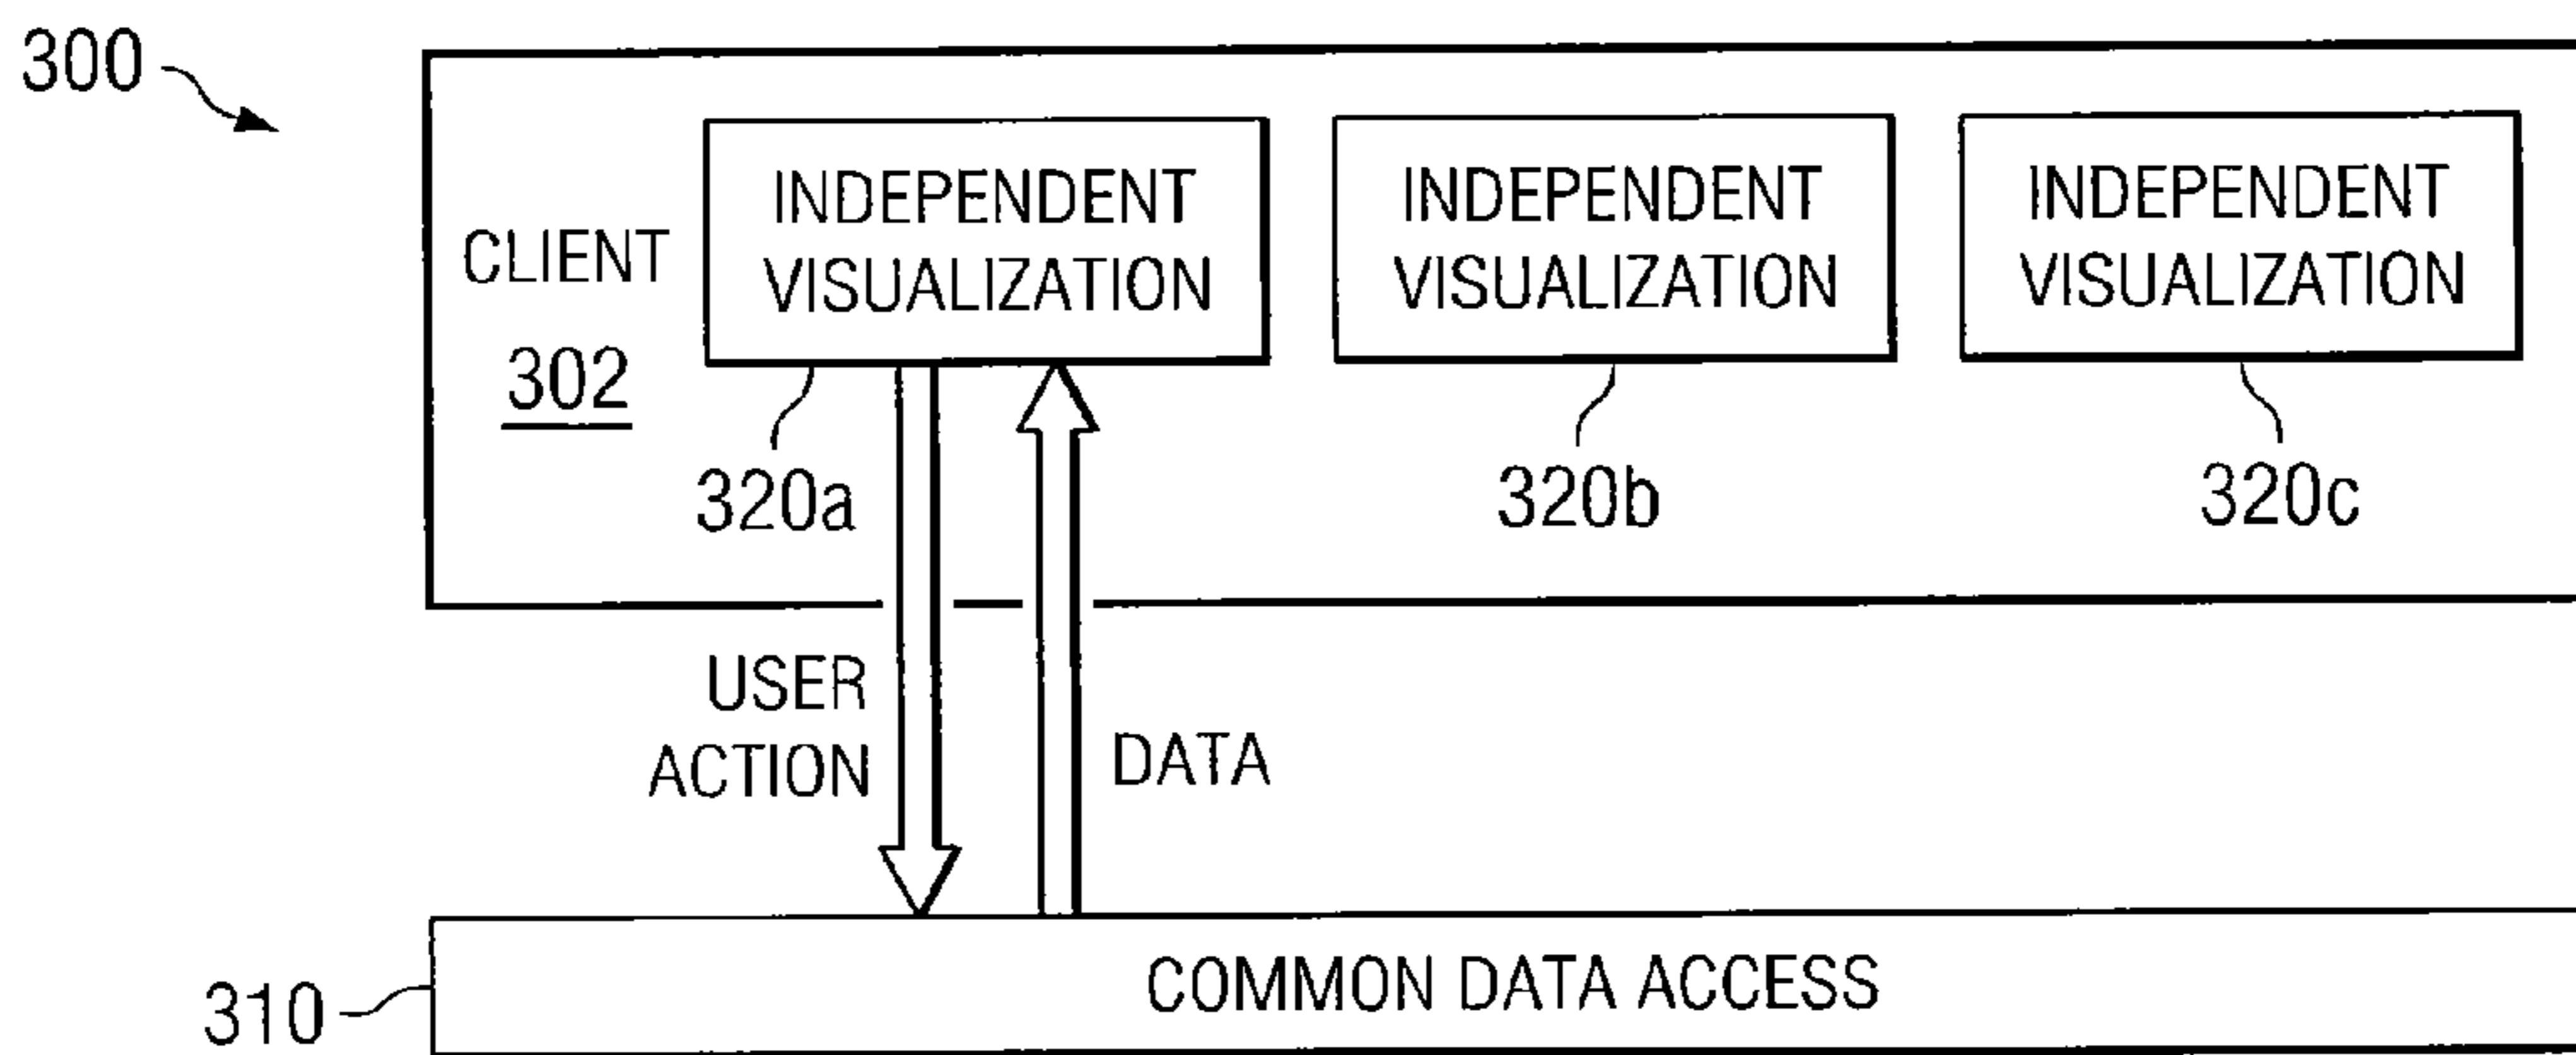 300
INDEPENDENT
VISUALIZATION
INDEPENDENT
VISUALIZATION
INDEPENDENT
VISUALIZATION
CLIENT
302
320a
320b
320c
USER
ACTION
DATA
310
COMMON DATA ACCESS